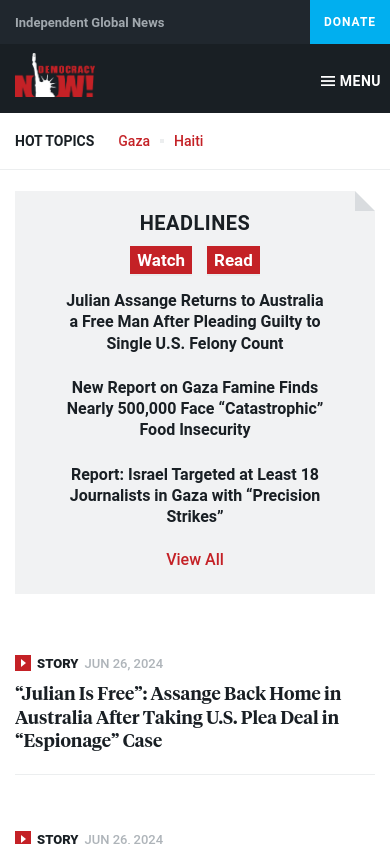 Independent Global News
DONATE
DEMOCRACY
NOW!
MENU
HOT TOPICS
Gaza
Haiti
HEADLINES
Watch
Read
Julian Assange Returns to Australia
a Free Man After Pleading Guilty to
Single U.S. Felony Count
New Report on Gaza Famine Finds
Nearly 500,000 Face “Catastrophic”
Food Insecurity
Report: Israel Targeted at Least 18
Journalists in Gaza with “Precision
Strikes”
View All
STORY JUN 26, 2024
“Julian Is Free”: Assange Back Home in
Australia After Taking U.S. Plea Deal in
“Espionage” Case
STORY JUN 26, 2024